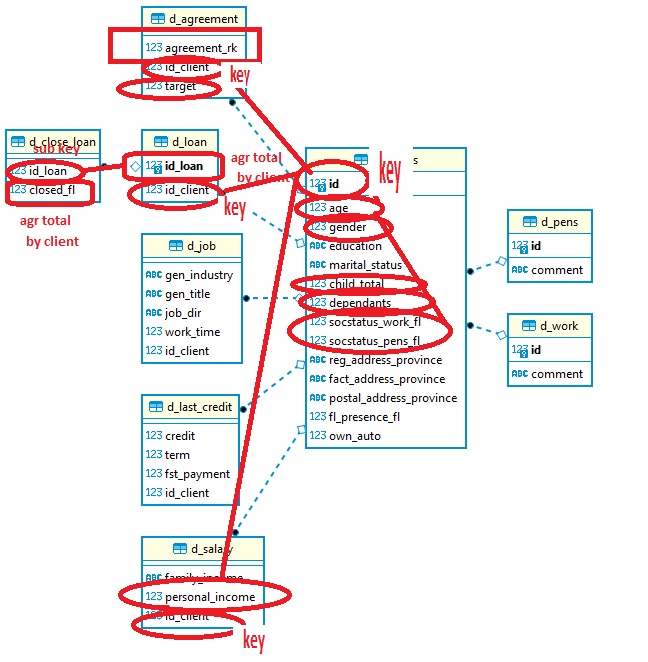 d_agreement
123 agreement_rk
123 id_client
key
123 target
d_close_loan
sub key
123 id_loan
123 closed_fl
agr total
by client
d_loan
123 id_loan
123 id_client
key
agr total
by client
s
key
123 id
123 age
123 gender
ABC education
ABC marital_status
123 child_total
123 dependants
123 socstatus_work_fl
123 socstatus_pens_fl
ABC reg_address_province
ABC fact_address_province
ABC postal_address_province
123 fl_presence_fl
123 own_auto
d_job
ABC gen_industry
ABC gen_title
ABC job_dir
123 work_time
123 id_client
d_pens
123 id
ABC comment
d_work
123 id
ABC comment
d_last_credit
123 credit
123 term
123 fst_payment
123 id_client
d_salary
ABC family_income
123 personal_income
123 id_client
key